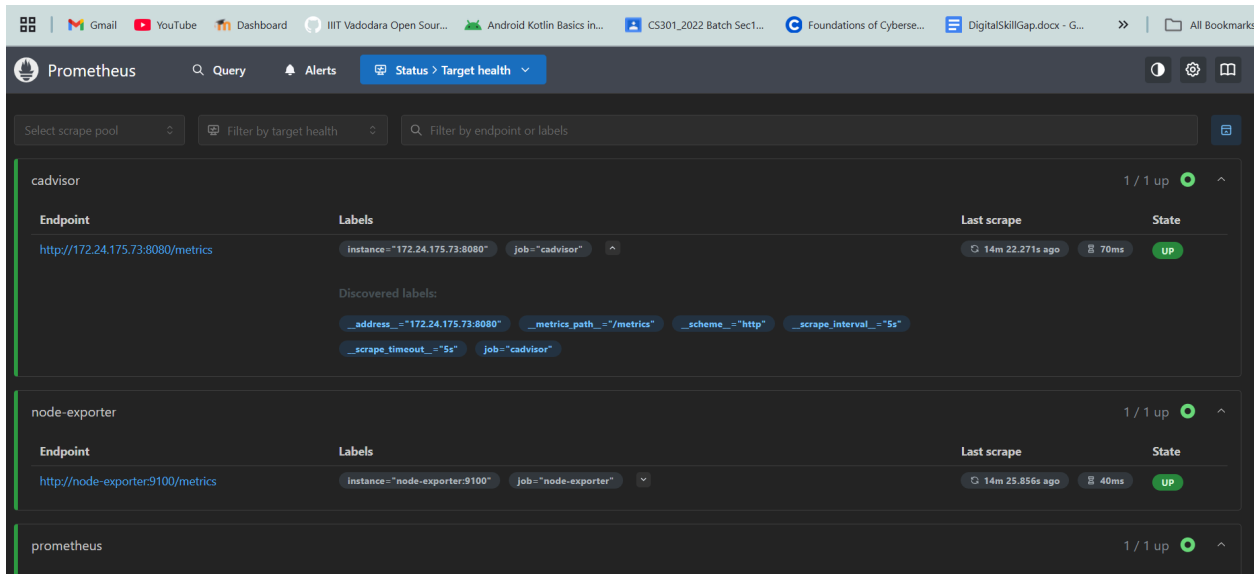 Gmail YouTube Dashboard IIIT Vadodara Open Sour... Android Kotlin Basics in... CS301_2022 Batch Sec1... Foundations of Cyberse... DigitalSkillGap.docx - G... » All Bookmarks
Prometheus Query Alerts Status > Target health
Select scrape pool Filter by target health Filter by endpoint or labels
cadvisor 1 / 1 up
Endpoint Labels Last scrape State
http://172.24.175.73:8080/metrics instance="172.24.175.73:8080" job="cadvisor" 14m 22.271s ago 70ms UP
Discovered labels:
__address__="172.24.175.73:8080" __metrics_path__="/metrics" __scheme__="http" __scrape_interval__="5s"
__scrape_timeout__="5s" job="cadvisor"
node-exporter 1 / 1 up
Endpoint Labels Last scrape State
http://node-exporter:9100/metrics instance="node-exporter:9100" job="node-exporter" 14m 25.856s ago 40ms UP
prometheus 1 / 1 up